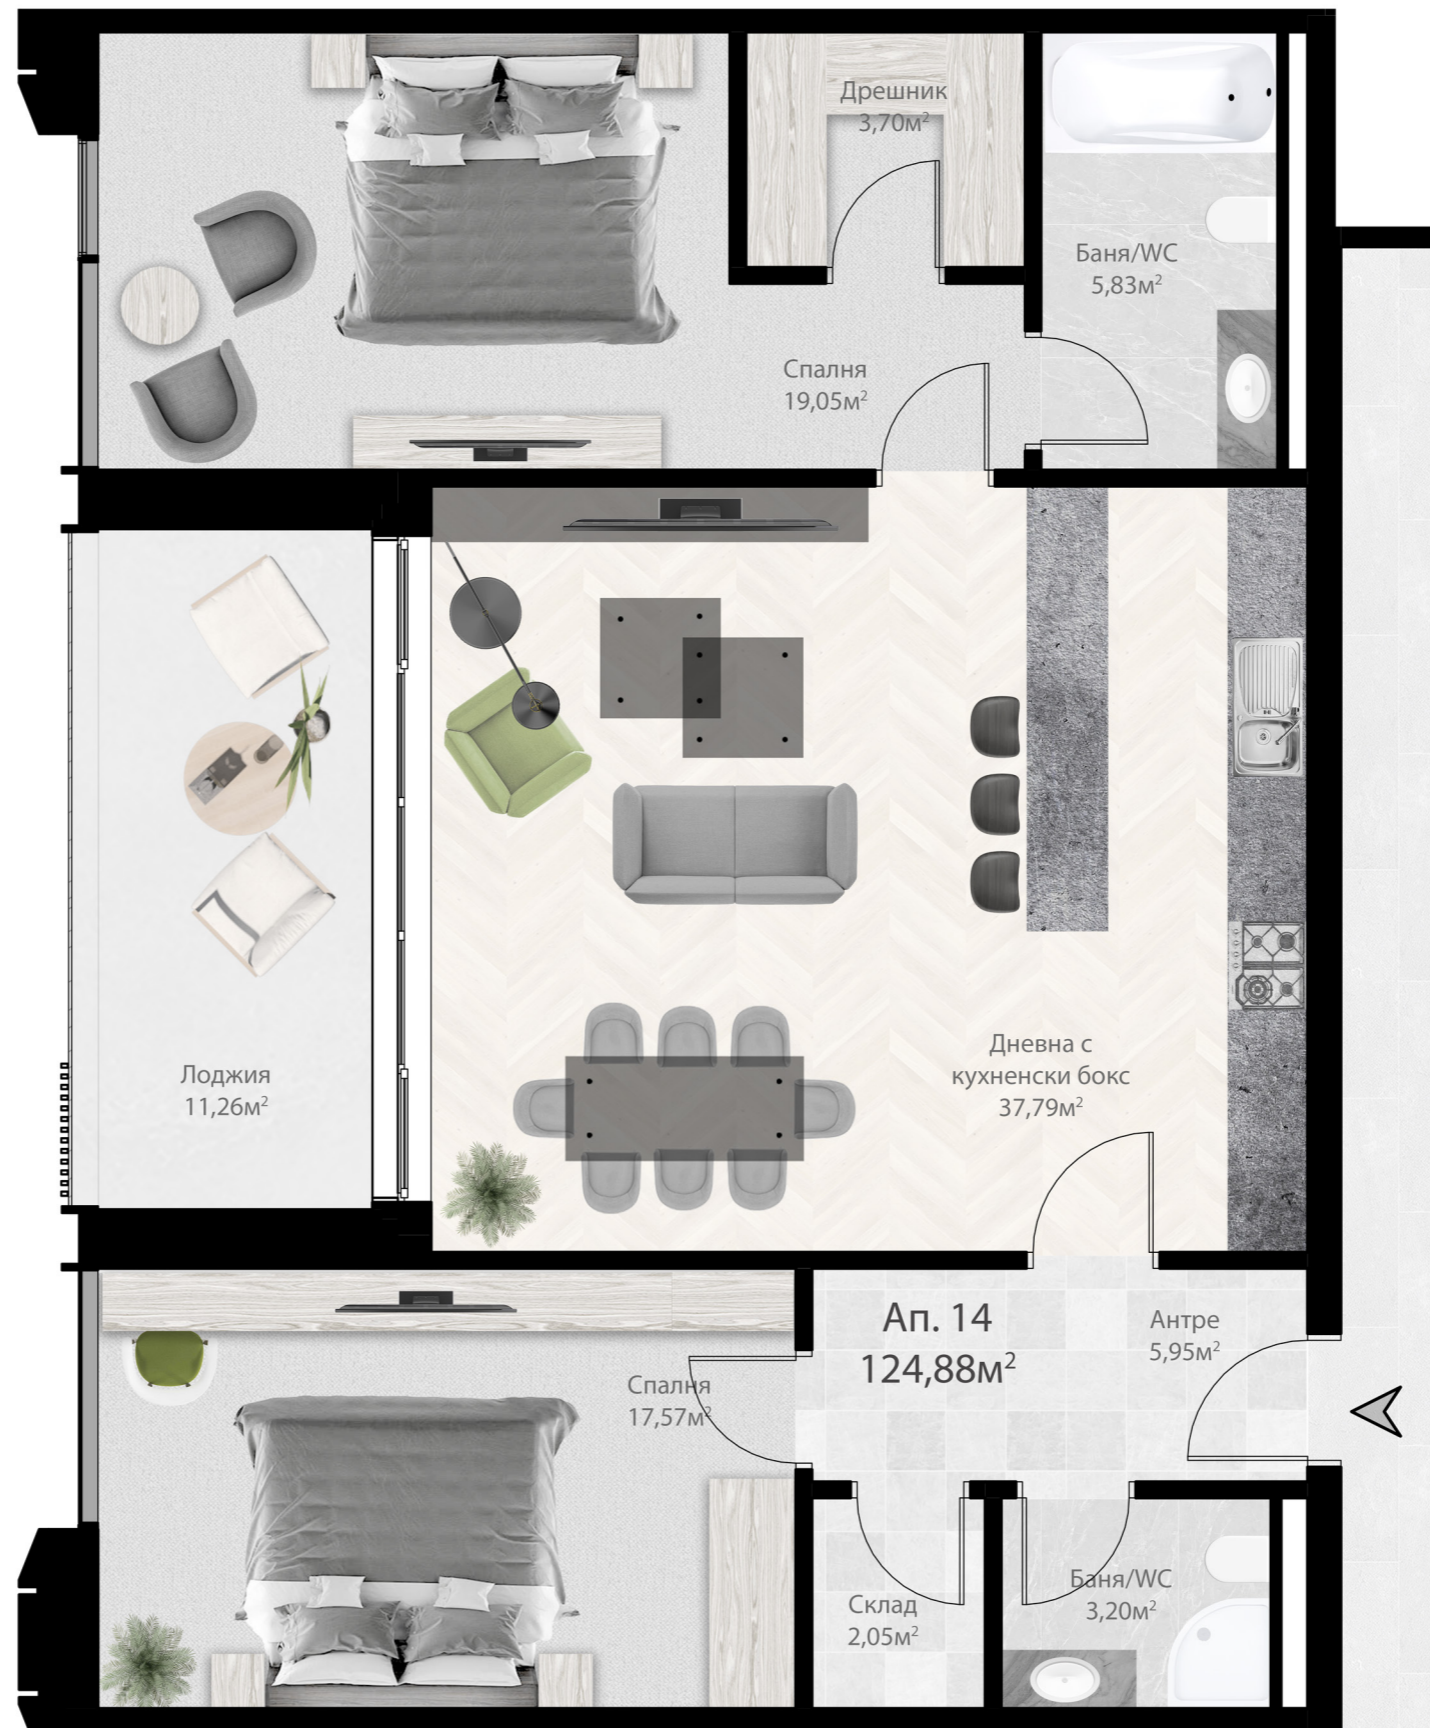 Дрешник
3,70м²
Баня/WC
5,83м²
Спалня
19,05м²
Лоджия
11,26м²
Дневна с
кухненски бокс
37,79м²
Ап. 14
124,88м²
Антре
5,95м²
Спалня
17,57м²
Склад
2,05м²
Баня/WC
3,20м²